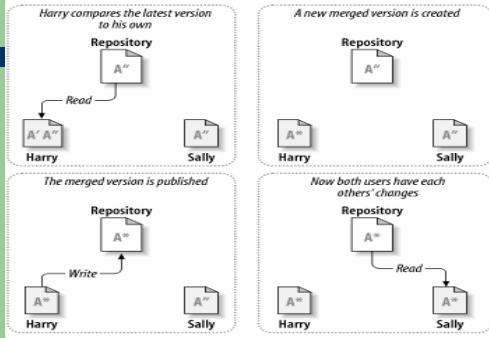 Harry compares the latest version
to his own
Repository
A"
Read
A' A"
A"
Harry
Sally
A new merged version is created
Repository
A"
A*
A"
Harry
Sally
The merged version is published
Repository
A*
Write
A*
A"
Harry
Sally
Now both users have each
others' changes
Repository
A*
Read
A*
A*
Harry
Sally